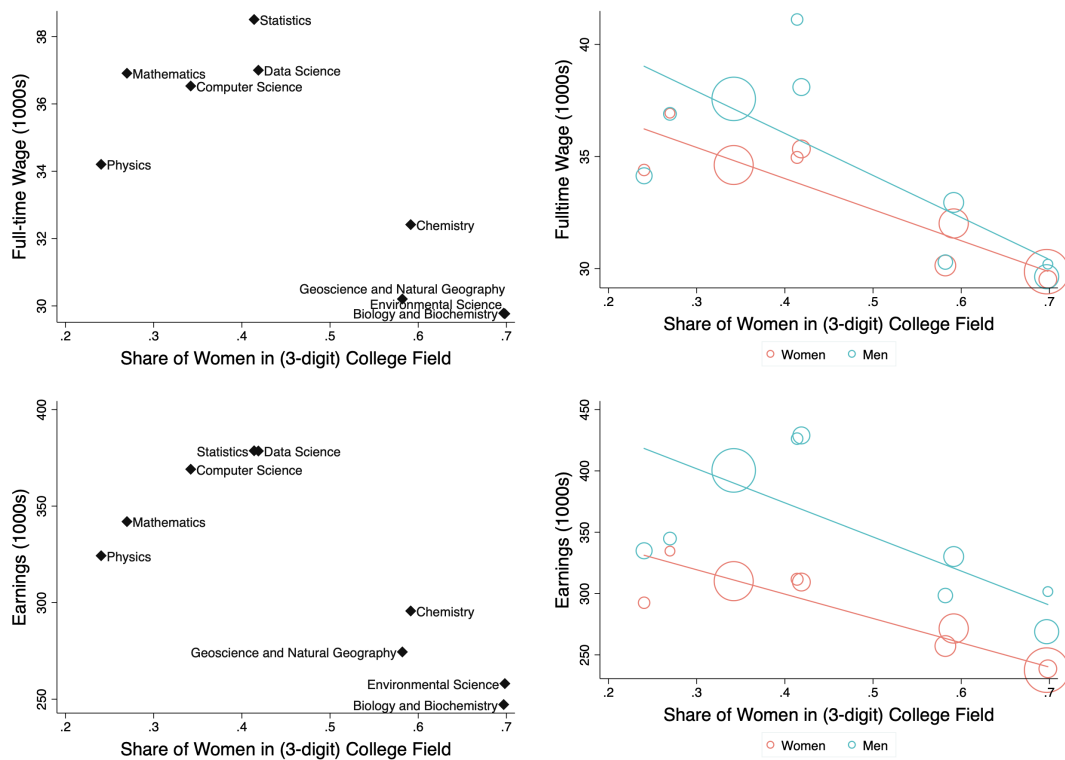 Full-time Wage (1000s)
38
36
34
32
30
Statistics
Data Science
Mathematics
Computer Science
Physics
Chemistry
Geoscience and Natural Geography
Environmental Science
Biology and Biochemistry
.2 .3 .4 .5 .6 .7
Share of Women in (3-digit) College Field
Fulltime Wage (1000s)
40
35
30
.2 .3 .4 .5 .6 .7
Share of Women in (3-digit) College Field
Women Men
Earnings (1000s)
400
350
300
250
Statistics
Data Science
Computer Science
Mathematics
Physics
Chemistry
Geoscience and Natural Geography
Environmental Science
Biology and Biochemistry
.2 .3 .4 .5 .6 .7
Share of Women in (3-digit) College Field
Earnings (1000s)
450
400
350
300
250
.2 .3 .4 .5 .6 .7
Share of Women in (3-digit) College Field
Women Men